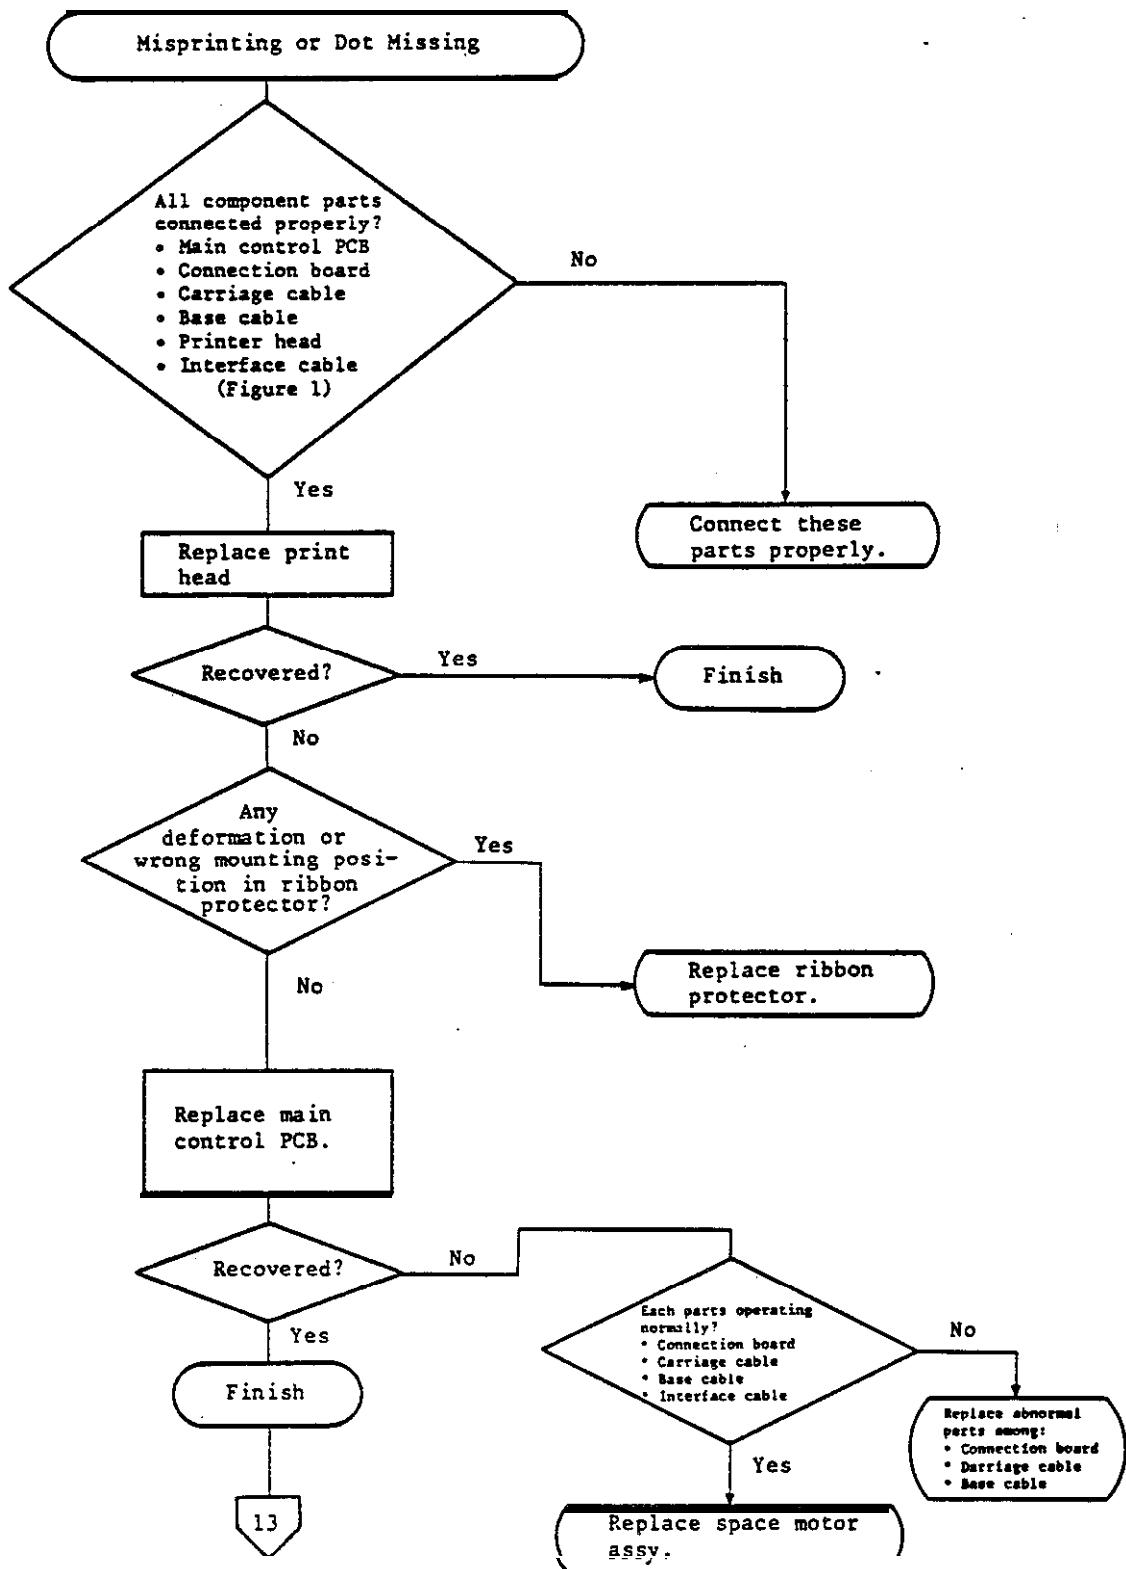 Misprinting or Dot Missing
All component parts
connected properly?
• Main control PCB
• Connection board
• Carriage cable
• Base cable
• Printer head
• Interface cable
(Figure 1)
No
Yes
Connect these
parts properly.
Replace print
head
Recovered?
Yes
Finish
No
Any
deformation or
wrong mounting posi-
tion in ribbon
protector?
Yes
No
Replace ribbon
protector.
Replace main
control PCB.
Recovered?
No
Yes
Finish
13
Each parts operating
normally?
* Connection board
* Carriage cable
* Base cable
* Interface cable
No
Yes
Replace abnormal
parts among:
* Connection board
* Darriage cable
* Base cable
Replace space motor
assy.